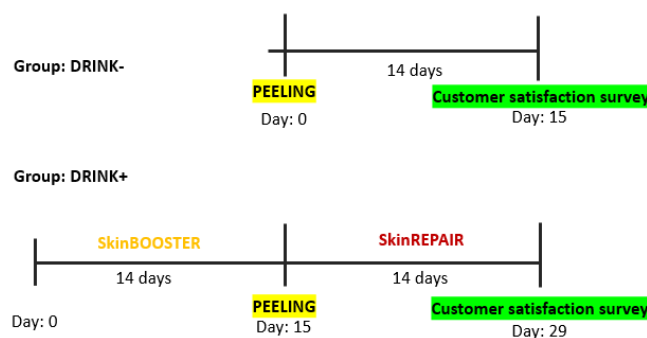 Group: DRINK-
14 days
PEELING
Customer satisfaction survey
Day: 0
Day: 15
Group: DRINK+
SkinBOOSTER
SkinREPAIR
14 days
14 days
PEELING
Customer satisfaction survey
Day: 0
Day: 15
Day: 29